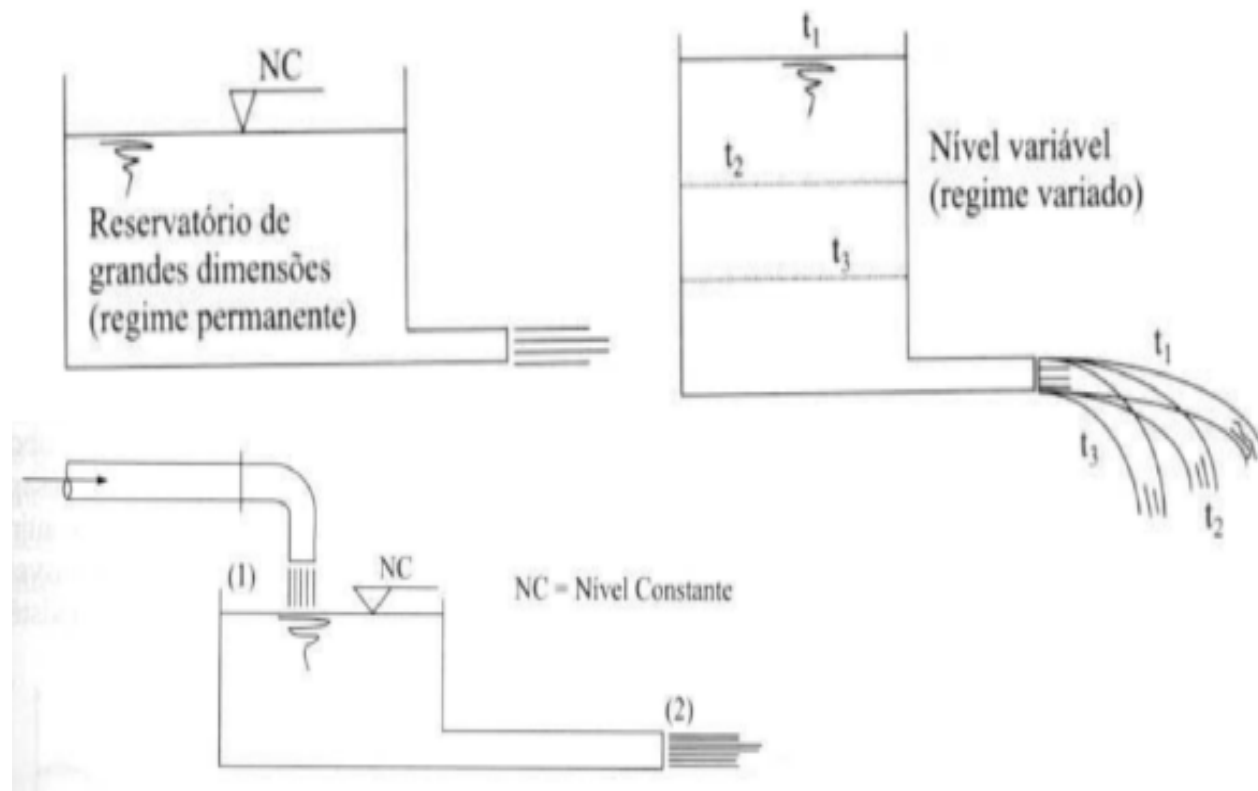 NC
Reservatório de
grandes dimensões
(regime permanente)
t₁
t₂
t₃
Nível variável
(regime variado)
t₁
t₃
t₂
(1)
NC
NC = Nível Constante
(2)